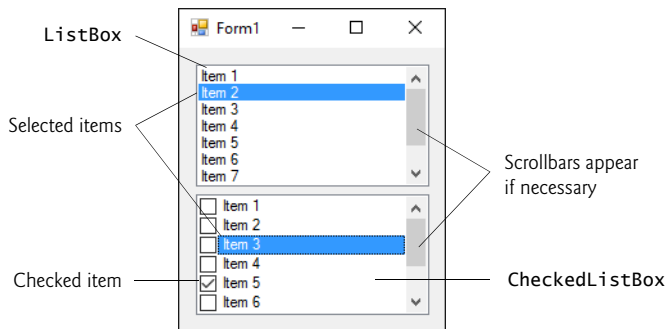 Form1
ListBox
Item 1
Item 2
Item 3
Item 4
Item 5
Item 6
Item 7
Selected items
Scrollbars appear
if necessary
Item 1
Item 2
Item 3
Item 4
Item 5
Item 6
Checked item
CheckedListBox